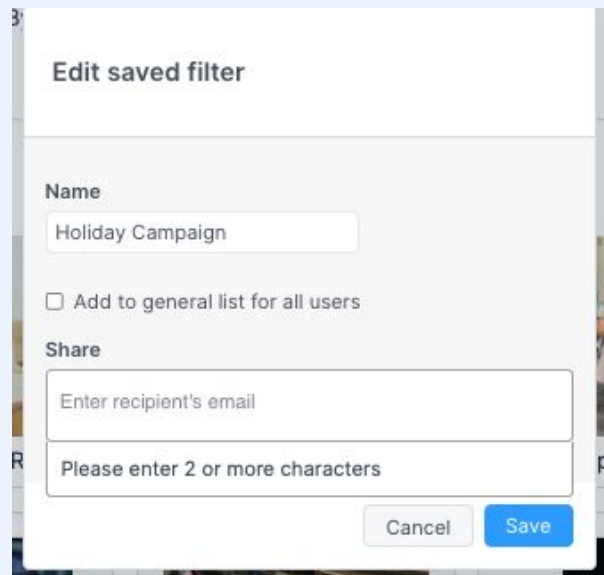 Edit saved filter
Name
Holiday Campaign
Add to general list for all users
Share
Enter recipient's email
Please enter 2 or more characters
Cancel
Save